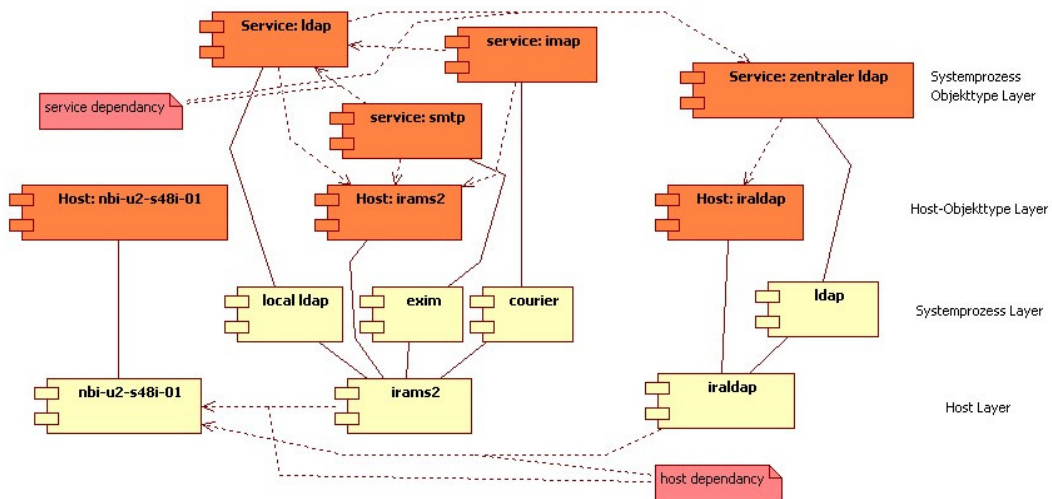 Service: ldap
service: imap
Service: zentraler ldap
Systemprozess
Objekttype Layer
service dependancy
service: smtp
Host: nbi-u2-s48i-01
Host: irams2
Host: iraldap
Host-Objekttype Layer
local ldap
exim
courier
ldap
Systemprozess Layer
nbi-u2-s48i-01
irams2
iraldap
Host Layer
host dependancy